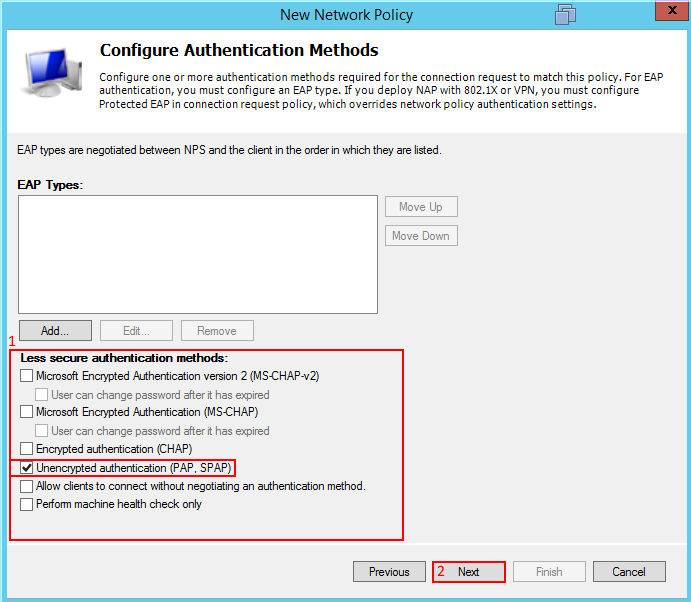 New Network Policy
X
Configure Authentication Methods
Configure one or more authentication methods required for the connection request to match this policy. For EAP
authentication, you must configure an EAP type. If you deploy NAP with 802.1X or VPN, you must configure
Protected EAP in connection request policy, which overrides network policy authentication settings.
EAP types are negotiated between NPS and the client in the order in which they are listed.
EAP Types:
Move Up
Move Down
Add...
Edit...
Remove
1
Less secure authentication methods:
Microsoft Encrypted Authentication version 2 (MS-CHAP-v2)
User can change password after it has expired
Microsoft Encrypted Authentication (MS-CHAP)
User can change password after it has expired
Encrypted authentication (CHAP)
Unencrypted authentication (PAP, SPAP)
Allow clients to connect without negotiating an authentication method.
Perform machine health check only
Previous
2 Next
Finish
Cancel